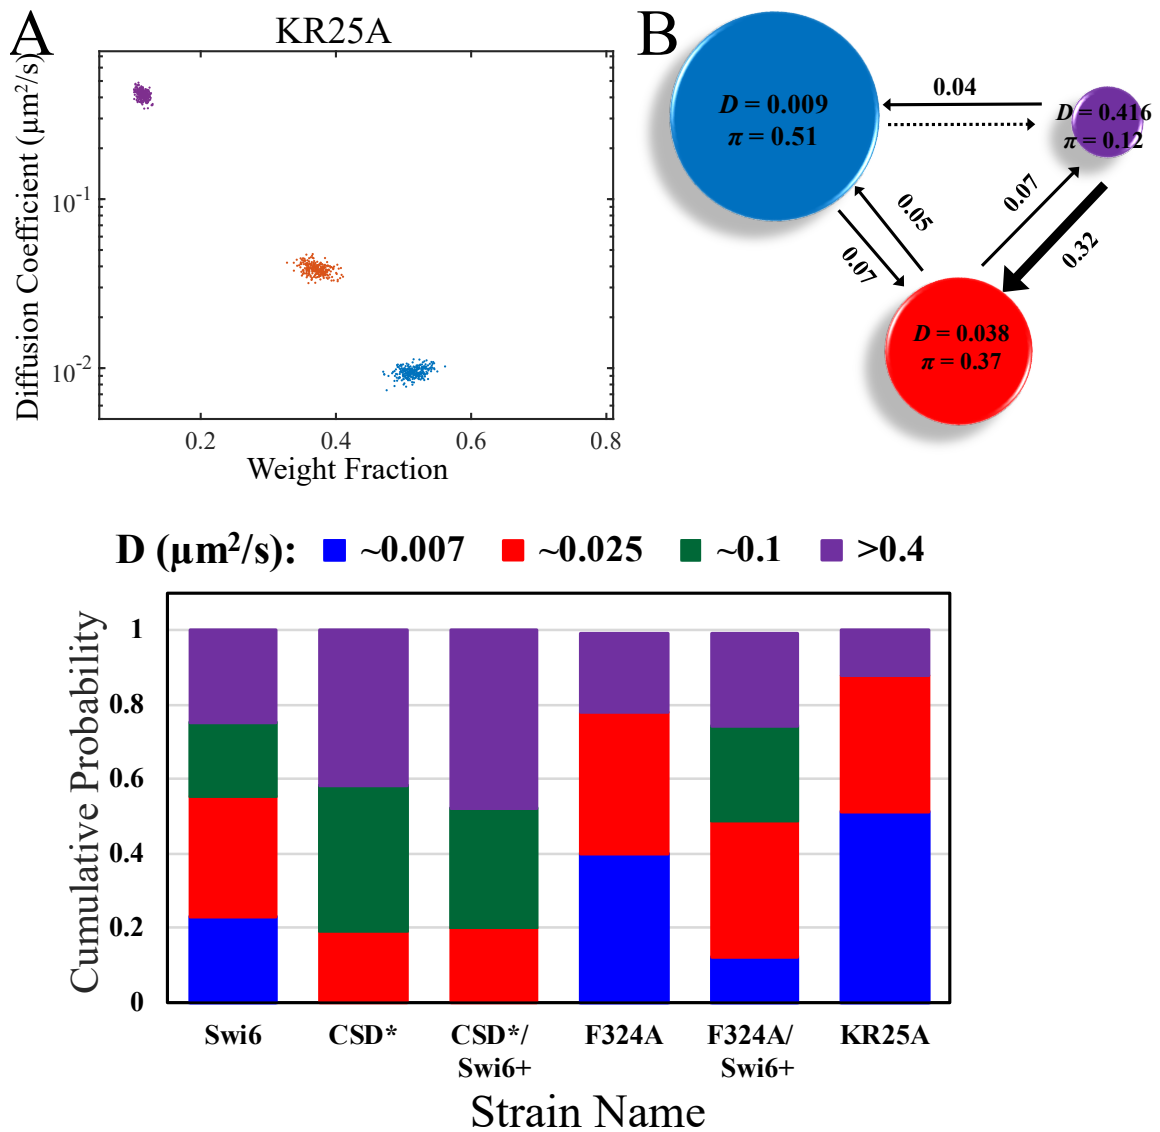 A
KR25A
Diffusion Coefficient (µm²/s)
10⁻¹
10⁻²
0.2 0.4 0.6 0.8
Weight Fraction
B
D = 0.009
π = 0.51
0.04
D = 0.416
π = 0.12
0.05
0.07
0.07
0.32
D = 0.038
π = 0.37
D (µm²/s): ~0.007 ~0.025 ~0.1 >0.4
Cumulative Probability
1
0.8
0.6
0.4
0.2
0
Swi6 CSD* CSD*/ F324A F324A/ KR25A
Swi6+ Swi6+
Strain Name